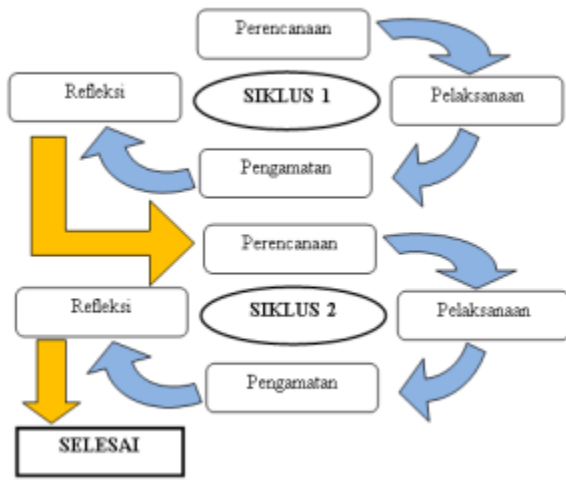 Perencanaan
Refleksi
SIKLUS 1
Pelaksanaan
Pengamatan
Perencanaan
Refleksi
SIKLUS 2
Pelaksanaan
Pengamatan
SELESAI